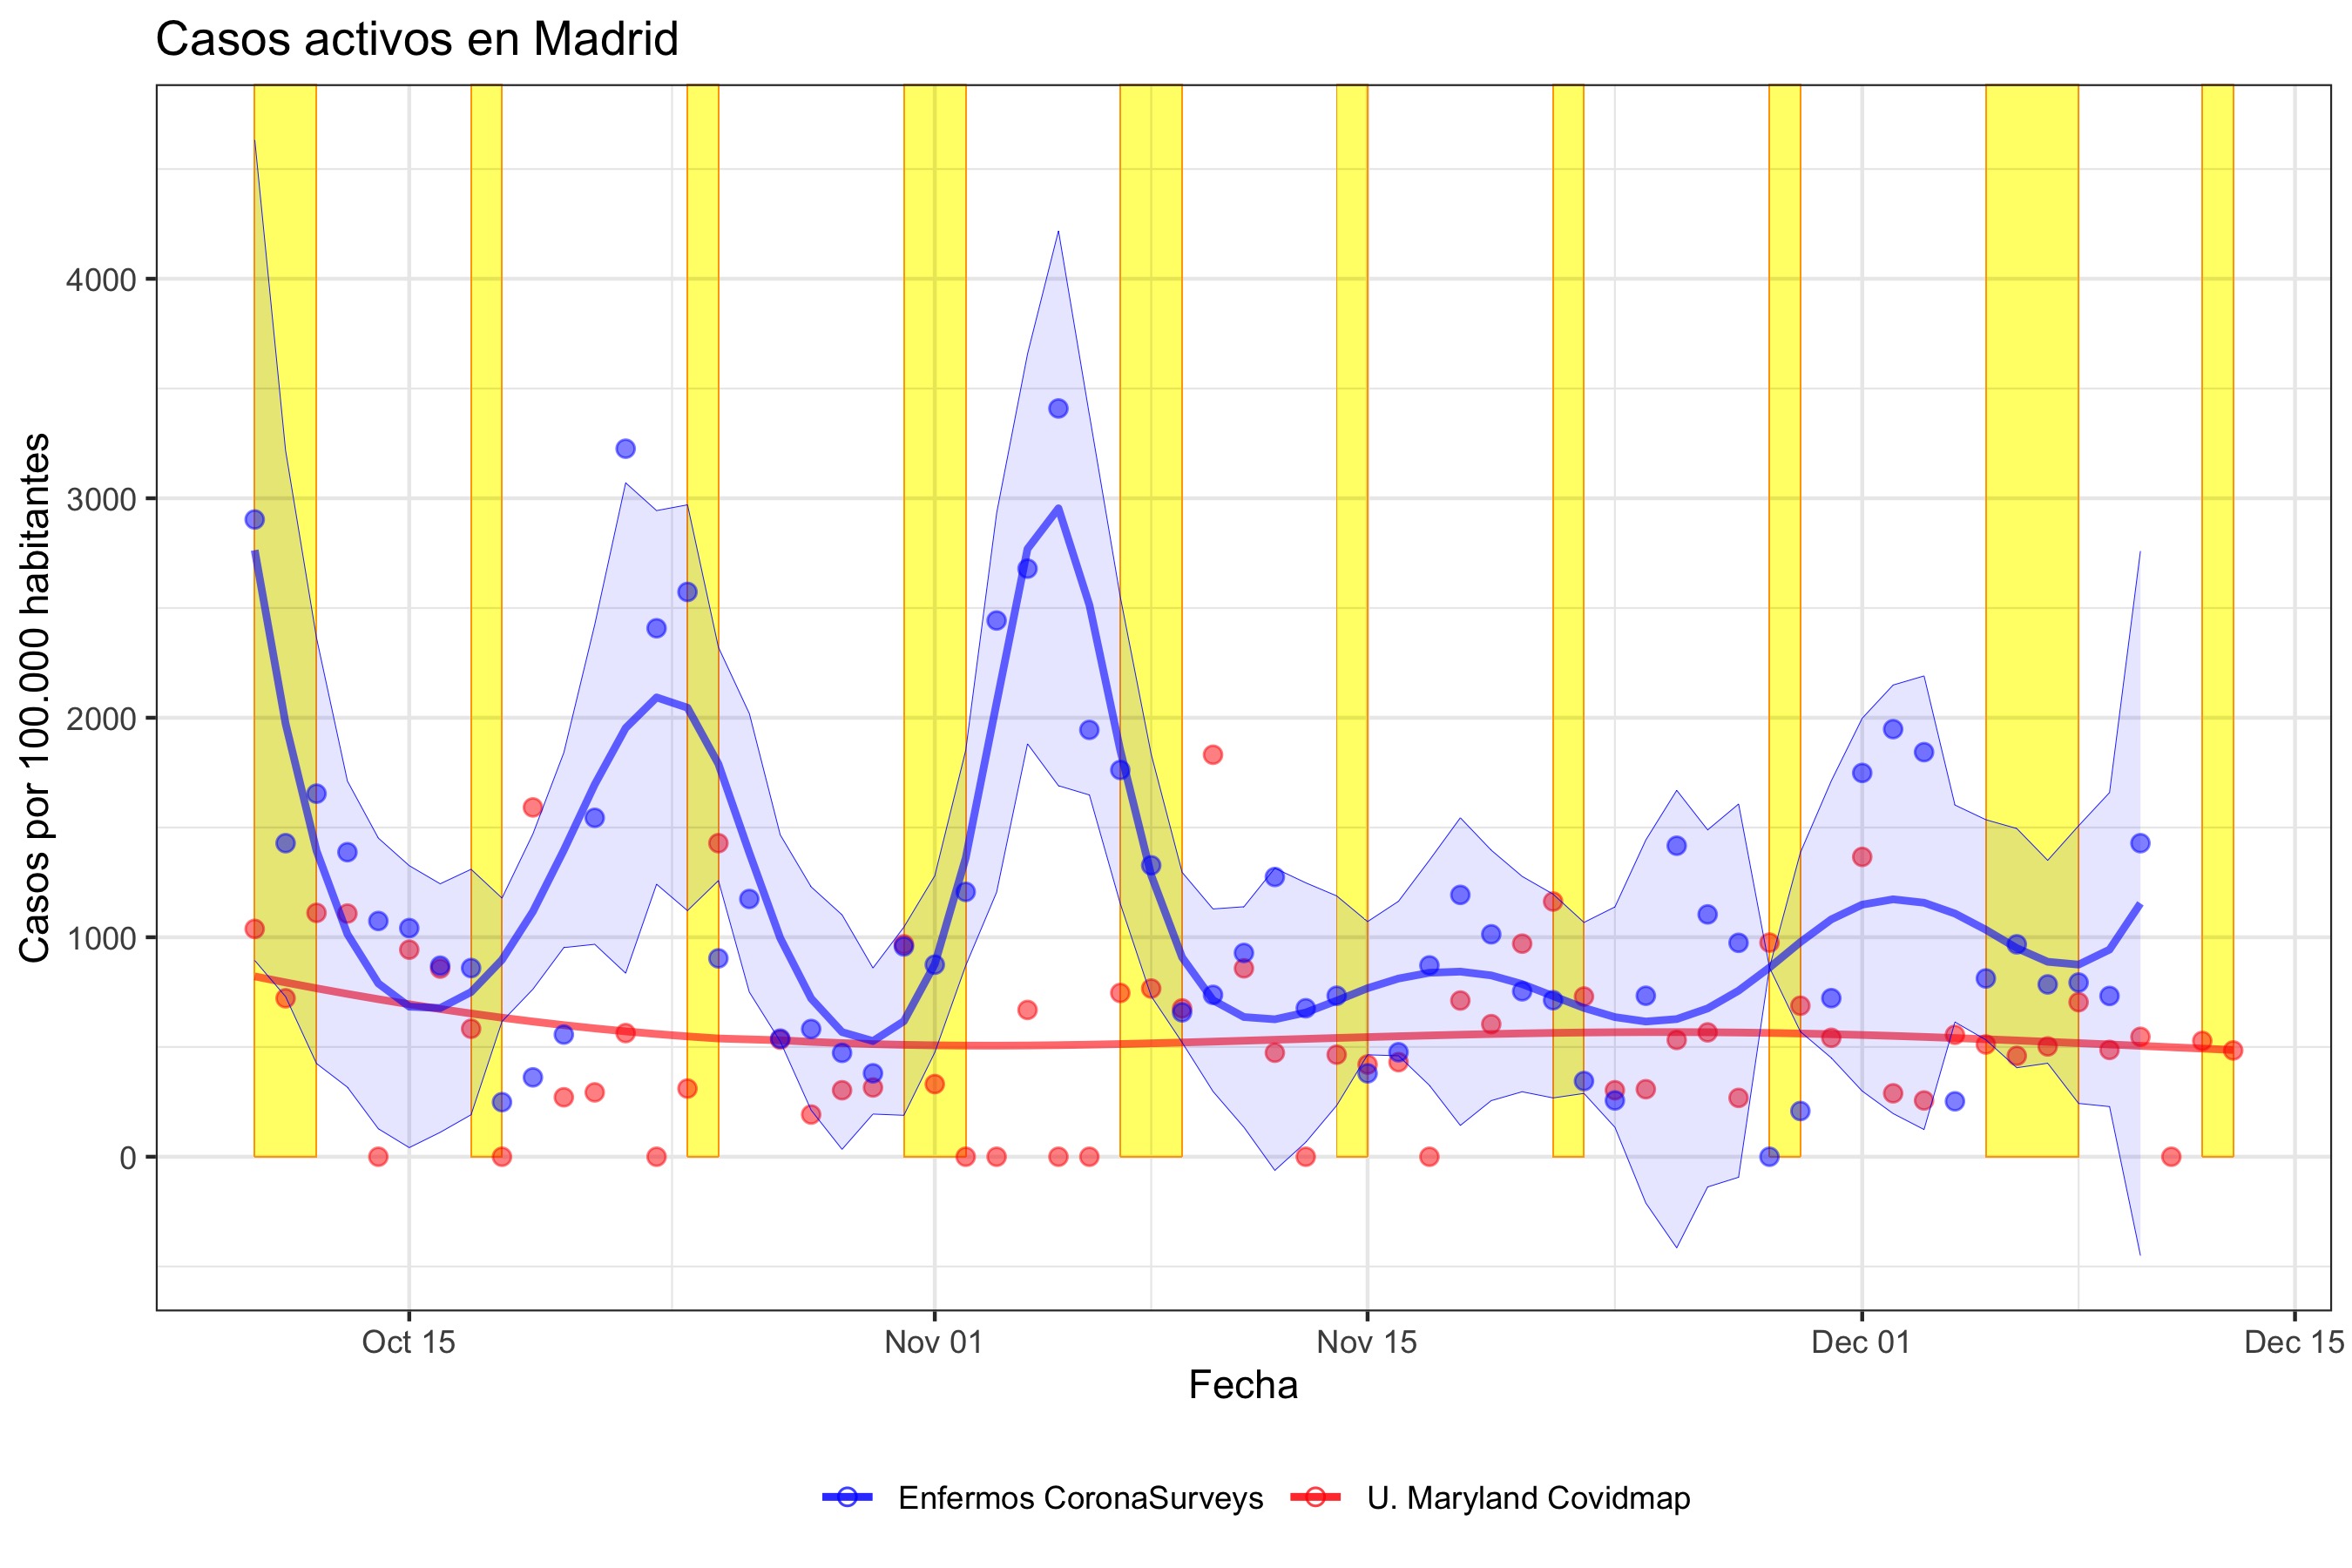 Casos activos en Madrid
Casos por 100.000 habitantes
4000
3000
2000
1000
0
Oct 15
Nov 01
Nov 15
Dec 01
Dec 15
Fecha
Enfermos CoronaSurveys
U. Maryland Covidmap